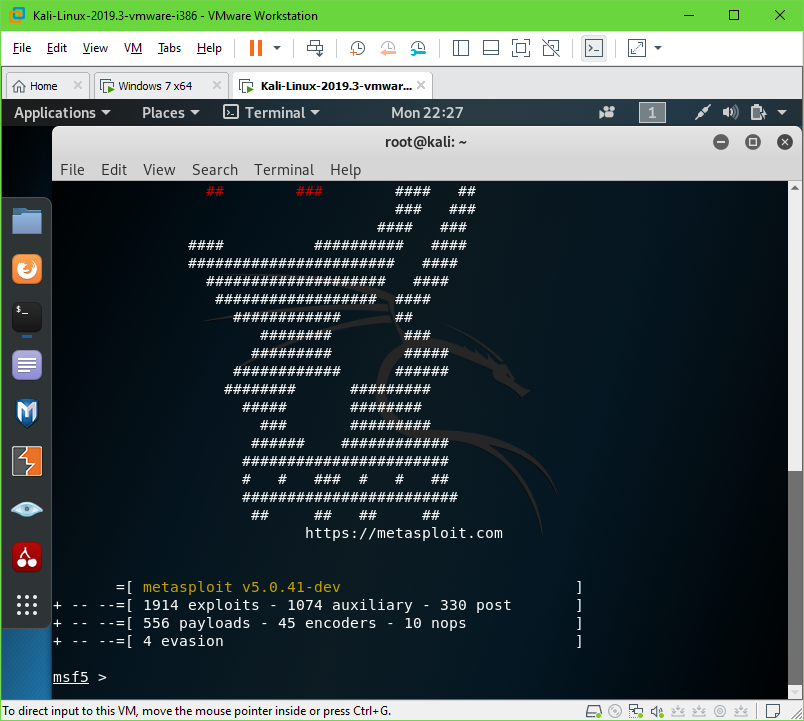 Kali-Linux-2019.3-vmware-i386 - VMware Workstation
File Edit View VM Tabs Help
Home Windows 7 x64 Kali-Linux-2019.3-vmwar...
Applications Places Terminal Mon 22:27 1
root@kali: ~
File Edit View Search Terminal Help
##        ###        ####   ##
###   ###
####   ###
####          ##########   ####
#######################   ####
####################   ####
##################  ####
############      ##
########        ###
#########        #####
############      ######
########      #########
#####       ########
###       #########
######    ############
#######################
#   #   ###  #   #   ##
########################
##     ##   ##     ##
https://metasploit.com
=[ metasploit v5.0.41-dev                          ]
+ -- --=[ 1914 exploits - 1074 auxiliary - 330 post       ]
+ -- --=[ 556 payloads - 45 encoders - 10 nops            ]
+ -- --=[ 4 evasion                                       ]
msf5 >
To direct input to this VM, move the mouse pointer inside or press Ctrl+G.